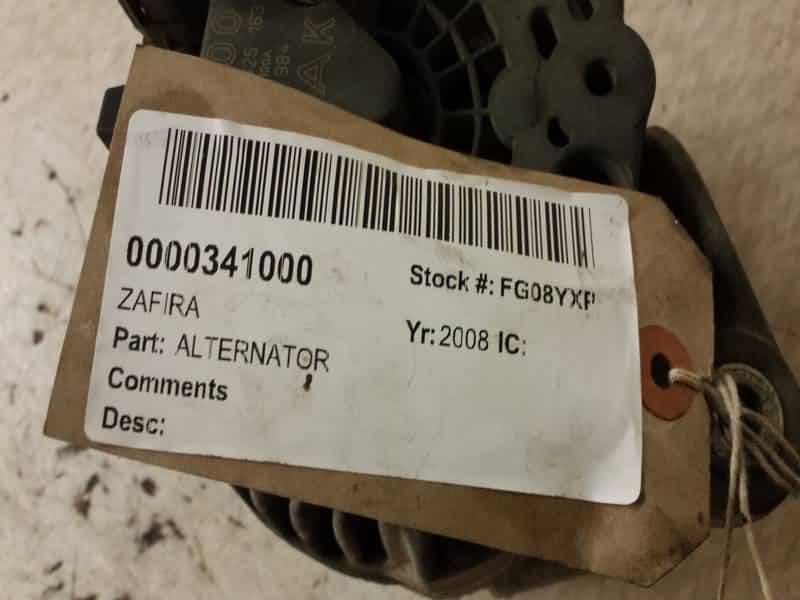 0000341000
Stock #: FG08YXP
ZAFIRA
Yr: 2008 IC:
Part: ALTERNATOR
Comments
Desc: